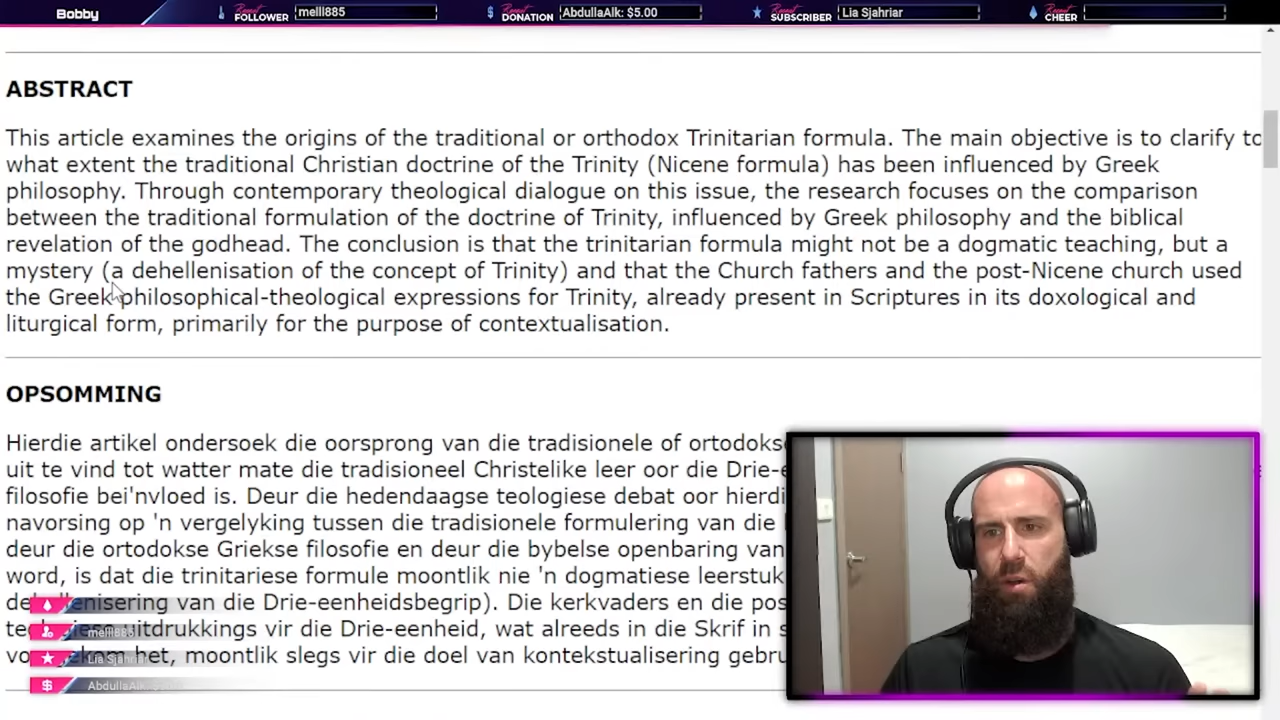 Bobby
Recent FOLLOWER melll885
Recent DONATION AbdullaAlk: $5.00
Recent SUBSCRIBER Lia Sjahriar
Recent CHEER
ABSTRACT
This article examines the origins of the traditional or orthodox Trinitarian formula. The main objective is to clarify to
what extent the traditional Christian doctrine of the Trinity (Nicene formula) has been influenced by Greek
philosophy. Through contemporary theological dialogue on this issue, the research focuses on the comparison
between the traditional formulation of the doctrine of Trinity, influenced by Greek philosophy and the biblical
revelation of the godhead. The conclusion is that the trinitarian formula might not be a dogmatic teaching, but a
mystery (a dehellenisation of the concept of Trinity) and that the Church fathers and the post-Nicene church used
the Greek philosophical-theological expressions for Trinity, already present in Scriptures in its doxological and
liturgical form, primarily for the purpose of contextualisation.
OPSOMMING
Hierdie artikel ondersoek die oorsprong van die tradisionele of
uit te vind tot watter mate die tradisioneel Christelike leer oor die
filosofie bei'nvloed is. Deur die hedendaagse teologiese debat oor
navorsing op 'n vergelyking tussen die tradisionele formulering van die
deur die ortodokse Griekse filosofie en deur die bybelse openbaring van
word, is dat die trinitariese formule moontlik nie 'n dogmatiese
van die Drie-eenheidsbegrip). Die kerkvaders en die
uitdrukkings vir die Drie-eenheid, wat alreeds in die Skrif in
melll885
het, moontlik slegs vir die doel van kontekstualisering
Lia Sjahriar
AbdullaAlk: